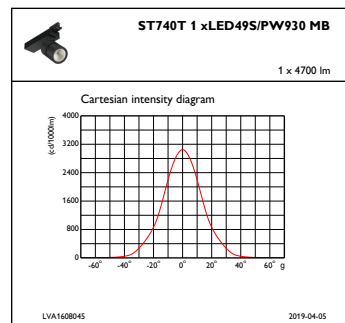 ST740T 1 xLED49S/PW930 MB
1 x 4700 lm
Cartesian intensity diagram
(cd/1000lm)
4000
3200
2400
1600
800
0
-60° -40° -20° 0° 20° 40° 60° g
LVA1608045 2019-04-05